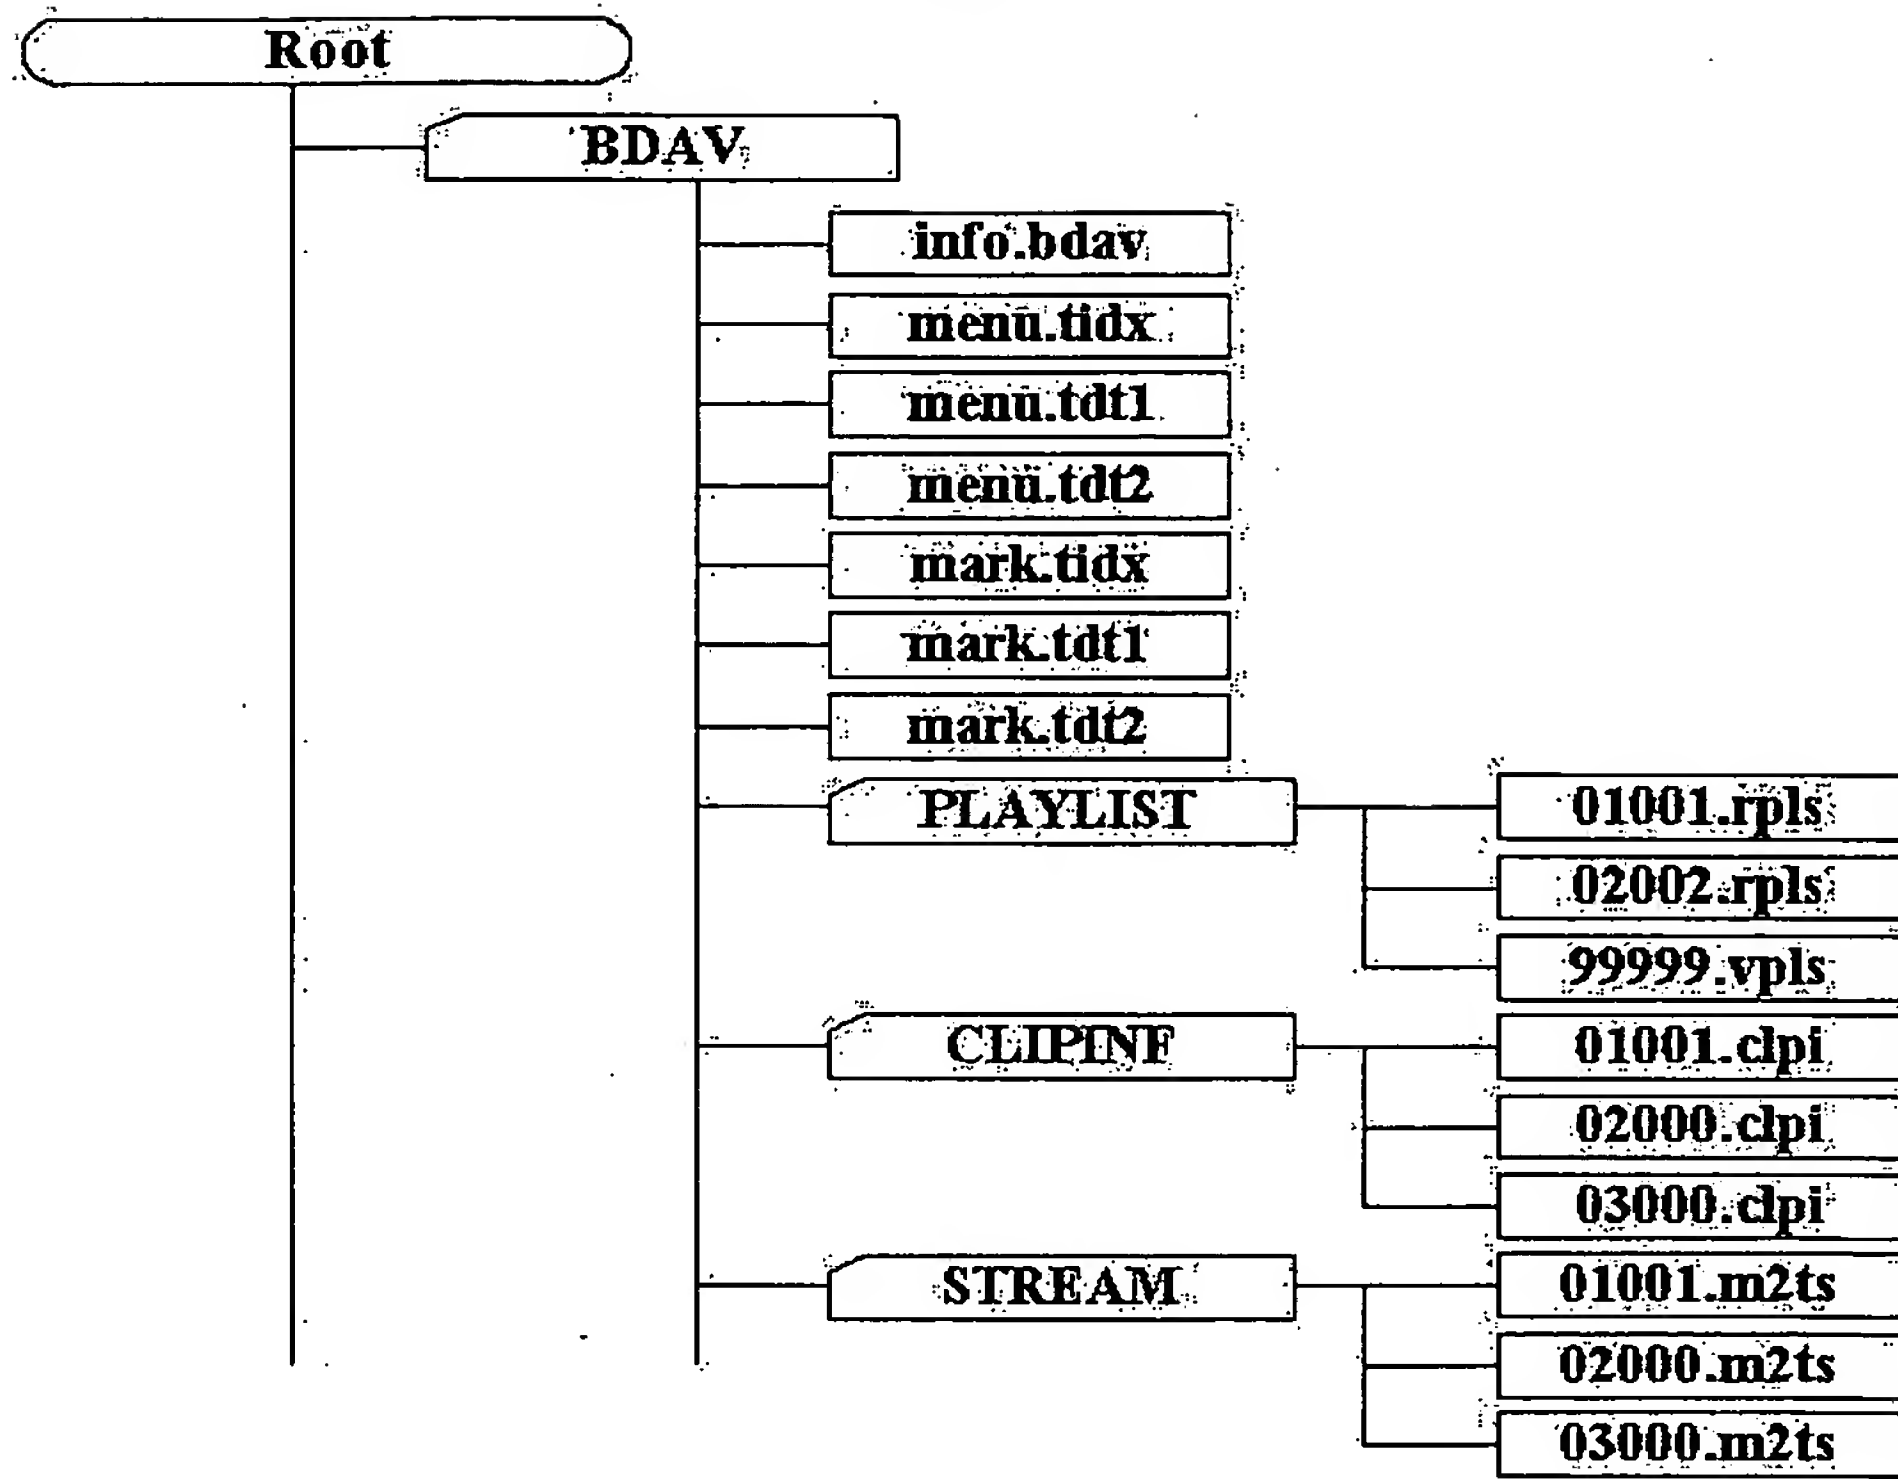 Root
BDAV
info.bdav
menu.tidx
menu.tdt1
menu.tdt2
mark.tidx
mark.tdt1
mark.tdt2
PLAYLIST
01001.rpls
02002.rpls
99999.vpls
CLIPINF
01001.clpi
02000.clpi
03000.clpi
STREAM
01001.m2ts
02000.m2ts
03000.m2ts